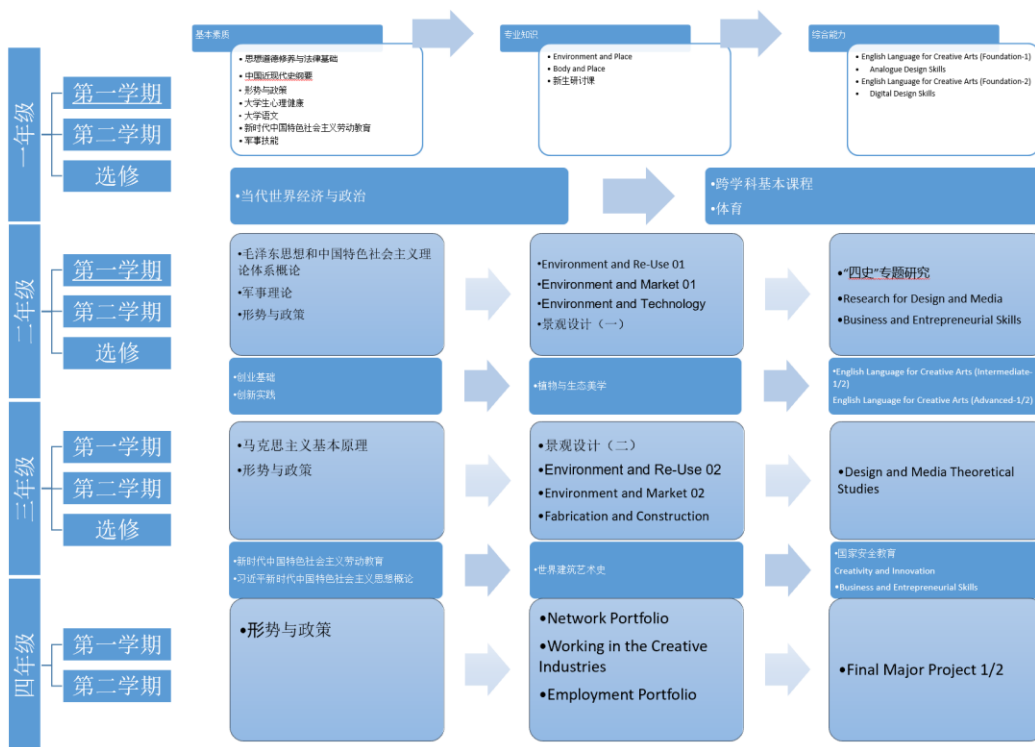 基本素质
专业知识
综合能力
一年级
第一学期
第二学期
选修
• 思想道德修养与法律基础
• 中国近现代史纲要
• 形势与政策
• 大学生心理健康
• 大学语文
• 新时代中国特色社会主义劳动教育
• 军事技能
• Environment and Place
• Body and Place
• 新生研讨课
• English Language for Creative Arts (Foundation-1)
• Analogue Design Skills
• English Language for Creative Arts (Foundation-2)
• Digital Design Skills
•当代世界经济与政治
•跨学科基本课程
•体育
二年级
第一学期
第二学期
选修
•毛泽东思想和中国特色社会主义理
论体系概论
•军事理论
•形势与政策
•Environment and Re-Use 01
•Environment and Market 01
•Environment and Technology
•景观设计（一）
•“四史”专题研究
•Research for Design and Media
•Business and Entrepreneurial Skills
•创业基础
•创新实践
•植物与生态美学
•English Language for Creative Arts (Intermediate-
1/2)
English Language for Creative Arts (Advanced-1/2)
三年级
第一学期
第二学期
选修
•马克思主义基本原理
•形势与政策
•景观设计（二）
•Environment and Re-Use 02
•Environment and Market 02
•Fabrication and Construction
•Design and Media Theoretical
Studies
•新时代中国特色社会主义劳动教育
•习近平新时代中国特色社会主义思想概论
•世界建筑艺术史
•国家安全教育
Creativity and Innovation
•Business and Entrepreneurial Skills
四年级
第一学期
第二学期
•形势与政策
•Network Portfolio
•Working in the Creative
Industries
•Employment Portfolio
•Final Major Project 1/2